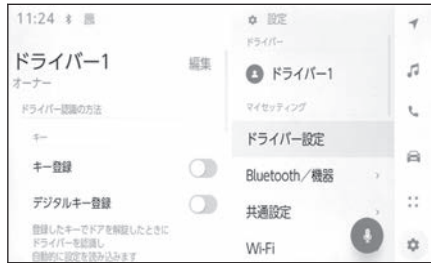 11:24
ドライバー1
編集
オーナー
ドライバー認識の方法
キー
キー登録
デジタルキー登録
登録したキーでドアを解錠したときに
ドライバーを認識し
自動的に設定を読み込みます
設定
ドライバー
ドライバー1
マイセッティング
ドライバー設定
Bluetooth／機器
共通設定
Wi-Fi